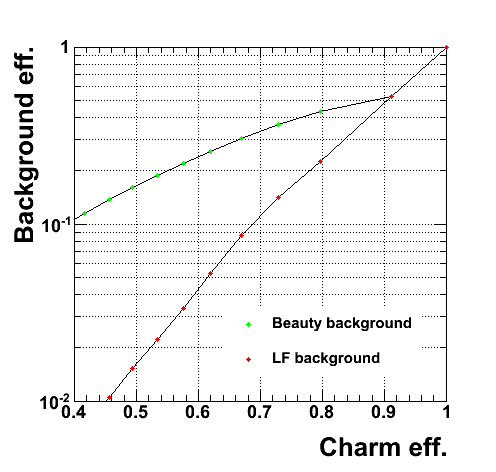 Background eff.
1
10-1
10-2
Beauty background
LF background
0.4 0.5 0.6 0.7 0.8 0.9 1
Charm eff.